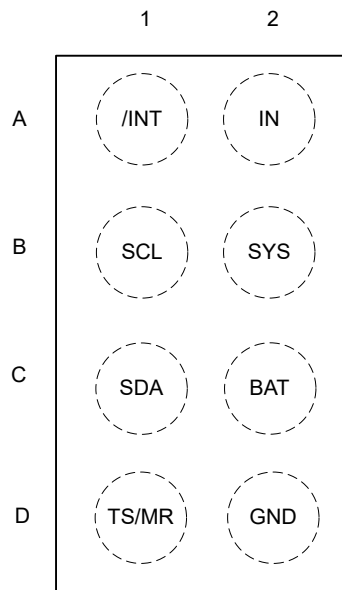 1 2
A /INT IN
B SCL SYS
C SDA BAT
D TS/MR GND